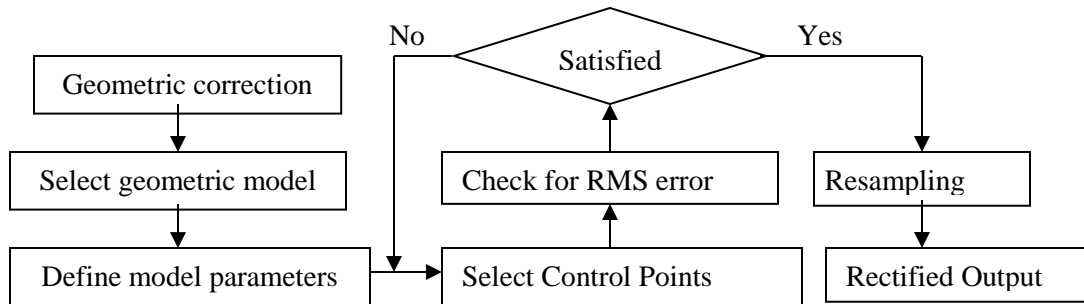 No
Yes
Satisfied
Geometric correction
Select geometric model
Check for RMS error
Resampling
Define model parameters
Select Control Points
Rectified Output